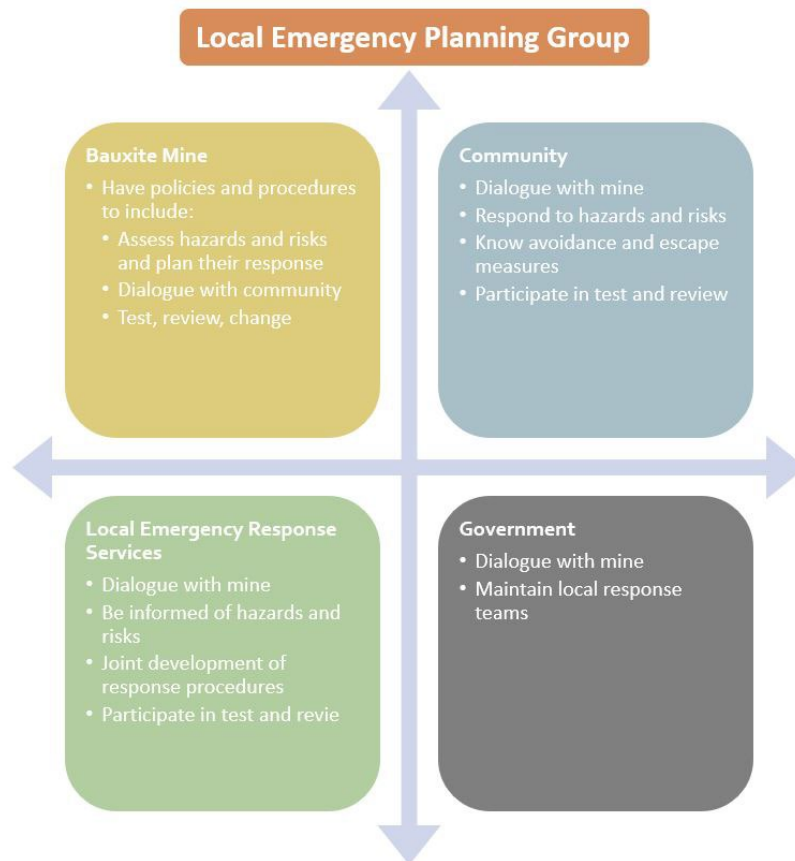 Local Emergency Planning Group
Bauxite Mine
• Have policies and procedures
to include:
• Assess hazards and risks
and plan their response
• Dialogue with community
• Test, review, change
Community
• Dialogue with mine
• Respond to hazards and risks
• Know avoidance and escape
measures
• Participate in test and review
Local Emergency Response
Services
• Dialogue with mine
• Be informed of hazards and
risks
• Joint development of
response procedures
• Participate in test and revie
Government
• Dialogue with mine
• Maintain local response
teams